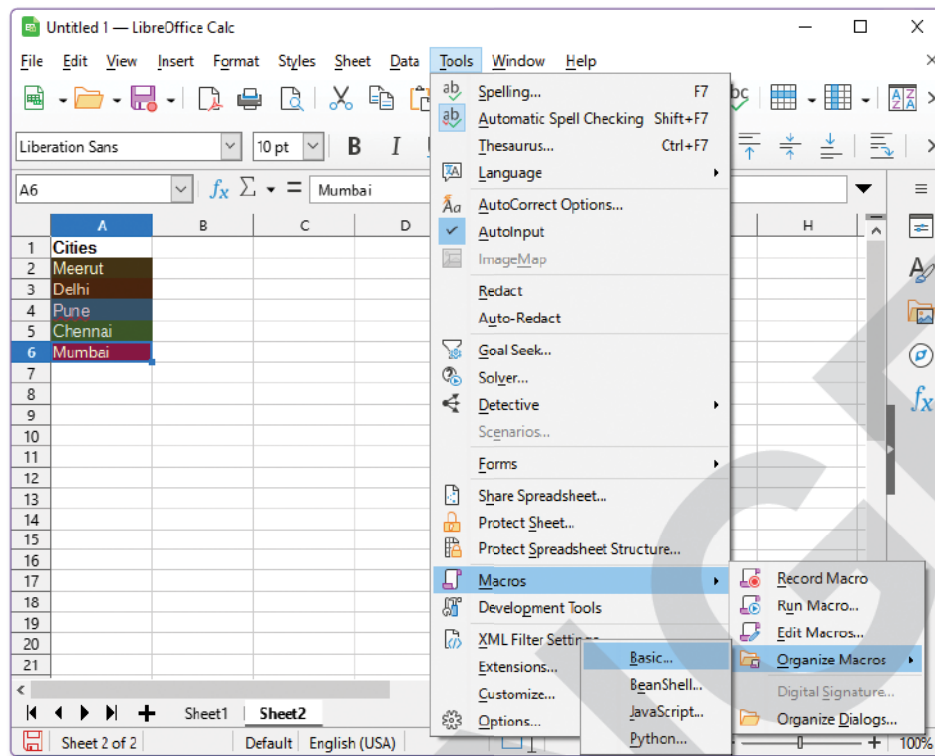 Untitled 1 — LibreOffice Calc
File Edit View Insert Format Styles Sheet Data Tools Window Help
Liberation Sans 10 pt B I
A6 fx Σ = Mumbai
A B C D H
1 Cities
2 Meerut
3 Delhi
4 Pune
5 Chennai
6 Mumbai
7
8
9
10
11
12
13
14
15
16
17
18
19
20
21
Spelling... F7
Automatic Spell Checking Shift+F7
Thesaurus... Ctrl+F7
Language
AutoCorrect Options...
AutoInput
ImageMap
Redact
Auto-Redact
Goal Seek...
Solver...
Detective
Scenarios...
Forms
Share Spreadsheet...
Protect Sheet...
Protect Spreadsheet Structure...
Macros
Development Tools
XML Filter Settings...
Extensions...
Customize...
Options...
Record Macro
Run Macro...
Edit Macros...
Organize Macros
Digital Signature...
Organize Dialogs...
Basic...
BeanShell...
JavaScript...
Python...
Sheet1 Sheet2
Sheet 2 of 2 Default English (USA) 100%